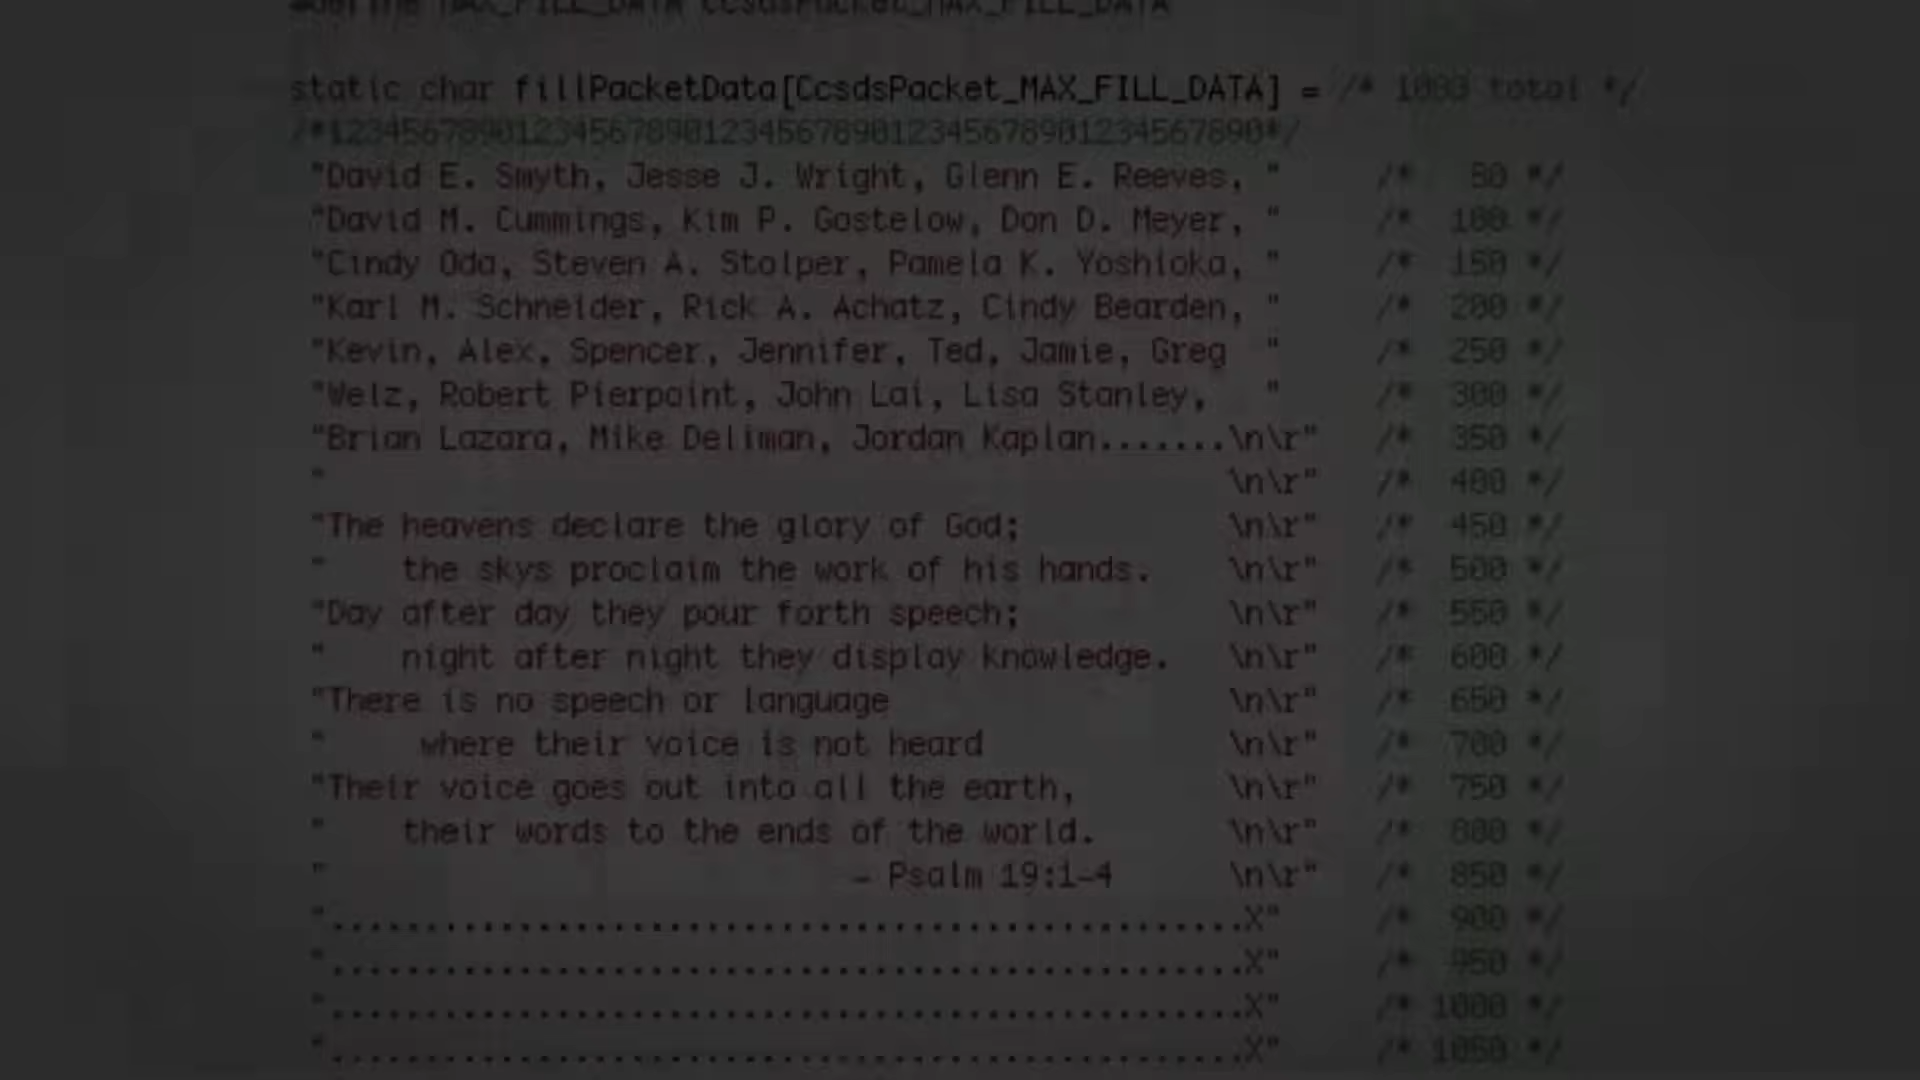 #define MAX_FILL_DATA CcsdsPacket_MAX_FILL_DATA
static char fillPacketData[CcsdsPacket_MAX_FILL_DATA] = /* 1093 total */
/*12345678901234567890123456789012345678901234567890*/
"David E. Smyth, Jesse J. Wright, Glenn E. Reeves, " /* 50 */
"David M. Cummings, Kim P. Gostelow, Don D. Meyer, " /* 100 */
"Cindy Oda, Steven A. Stolper, Pamela K. Yoshioka, " /* 150 */
"Karl M. Schneider, Rick A. Achatz, Cindy Bearden, " /* 200 */
"Kevin, Alex, Spencer, Jennifer, Ted, Jamie, Greg  " /* 250 */
"Welz, Robert Pierpoint, John Lai, Lisa Stanley,   " /* 300 */
"Brian Lazara, Mike Deliman, Jordan Kaplan.......\n\r" /* 350 */
"                                                \n\r" /* 400 */
"The heavens declare the glory of God;           \n\r" /* 450 */
"    the skys proclaim the work of his hands.    \n\r" /* 500 */
"Day after day they pour forth speech;           \n\r" /* 550 */
"    night after night they display knowledge.   \n\r" /* 600 */
"There is no speech or language                  \n\r" /* 650 */
"     where their voice is not heard             \n\r" /* 700 */
"Their voice goes out into all the earth,        \n\r" /* 750 */
"    their words to the ends of the world.       \n\r" /* 800 */
"                            - Psalm 19:1-4      \n\r" /* 850 */
".................................................X" /* 900 */
".................................................X" /* 950 */
".................................................X" /* 1000 */
".................................................X" /* 1050 */